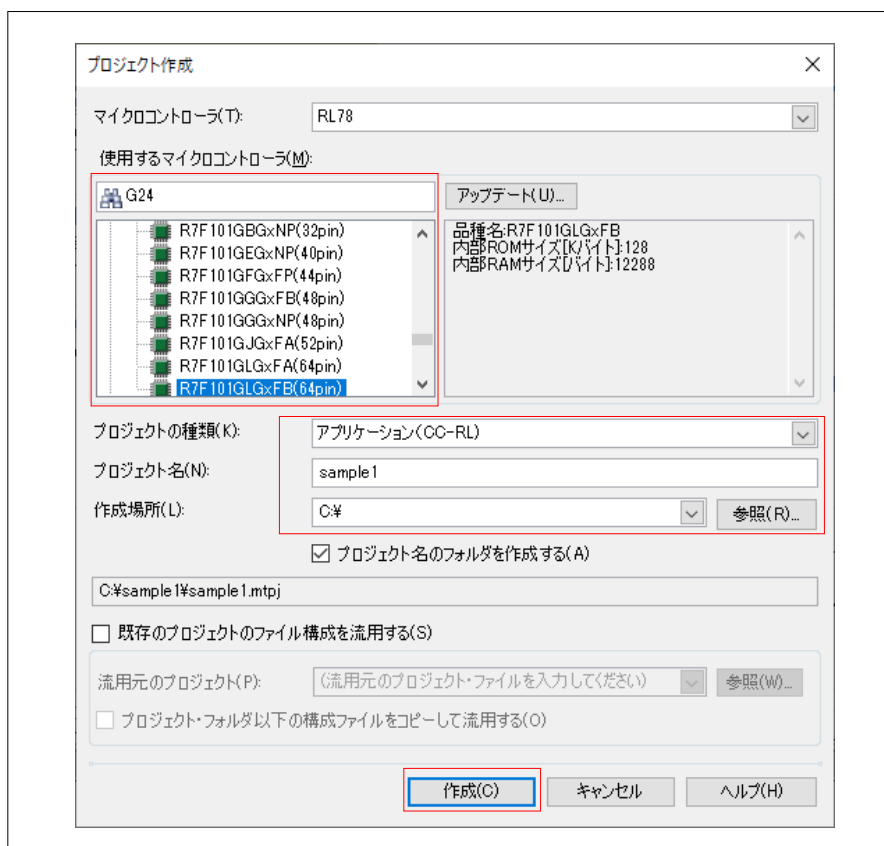 プロジェクト作成
マイクロコントローラ(T): RL78
使用するマイクロコントローラ(M):
G24 アップデート(U)...
R7F101GBGxNP(32pin)
R7F101GEGxNP(40pin)
R7F101GFGxFP(44pin)
R7F101GGGxFB(48pin)
R7F101GGGxNP(48pin)
R7F101GJGxFA(52pin)
R7F101GLGxFA(64pin)
R7F101GLGxFB(64pin)
品種名:R7F101GLGxFB
内部ROMサイズ[Kバイト]:128
内部RAMサイズ[バイト]:12288
プロジェクトの種類(K): アプリケーション(CC-RL)
プロジェクト名(N): sample1
作成場所(L): C:¥ 参照(R)...
プロジェクト名のフォルダを作成する(A)
C:¥sample1¥sample1.mtpj
既存のプロジェクトのファイル構成を流用する(S)
流用元のプロジェクト(P): (流用元のプロジェクト・ファイルを入力してください) 参照(W)...
プロジェクト・フォルダ以下の構成ファイルをコピーして流用する(O)
作成(C) キャンセル ヘルプ(H)